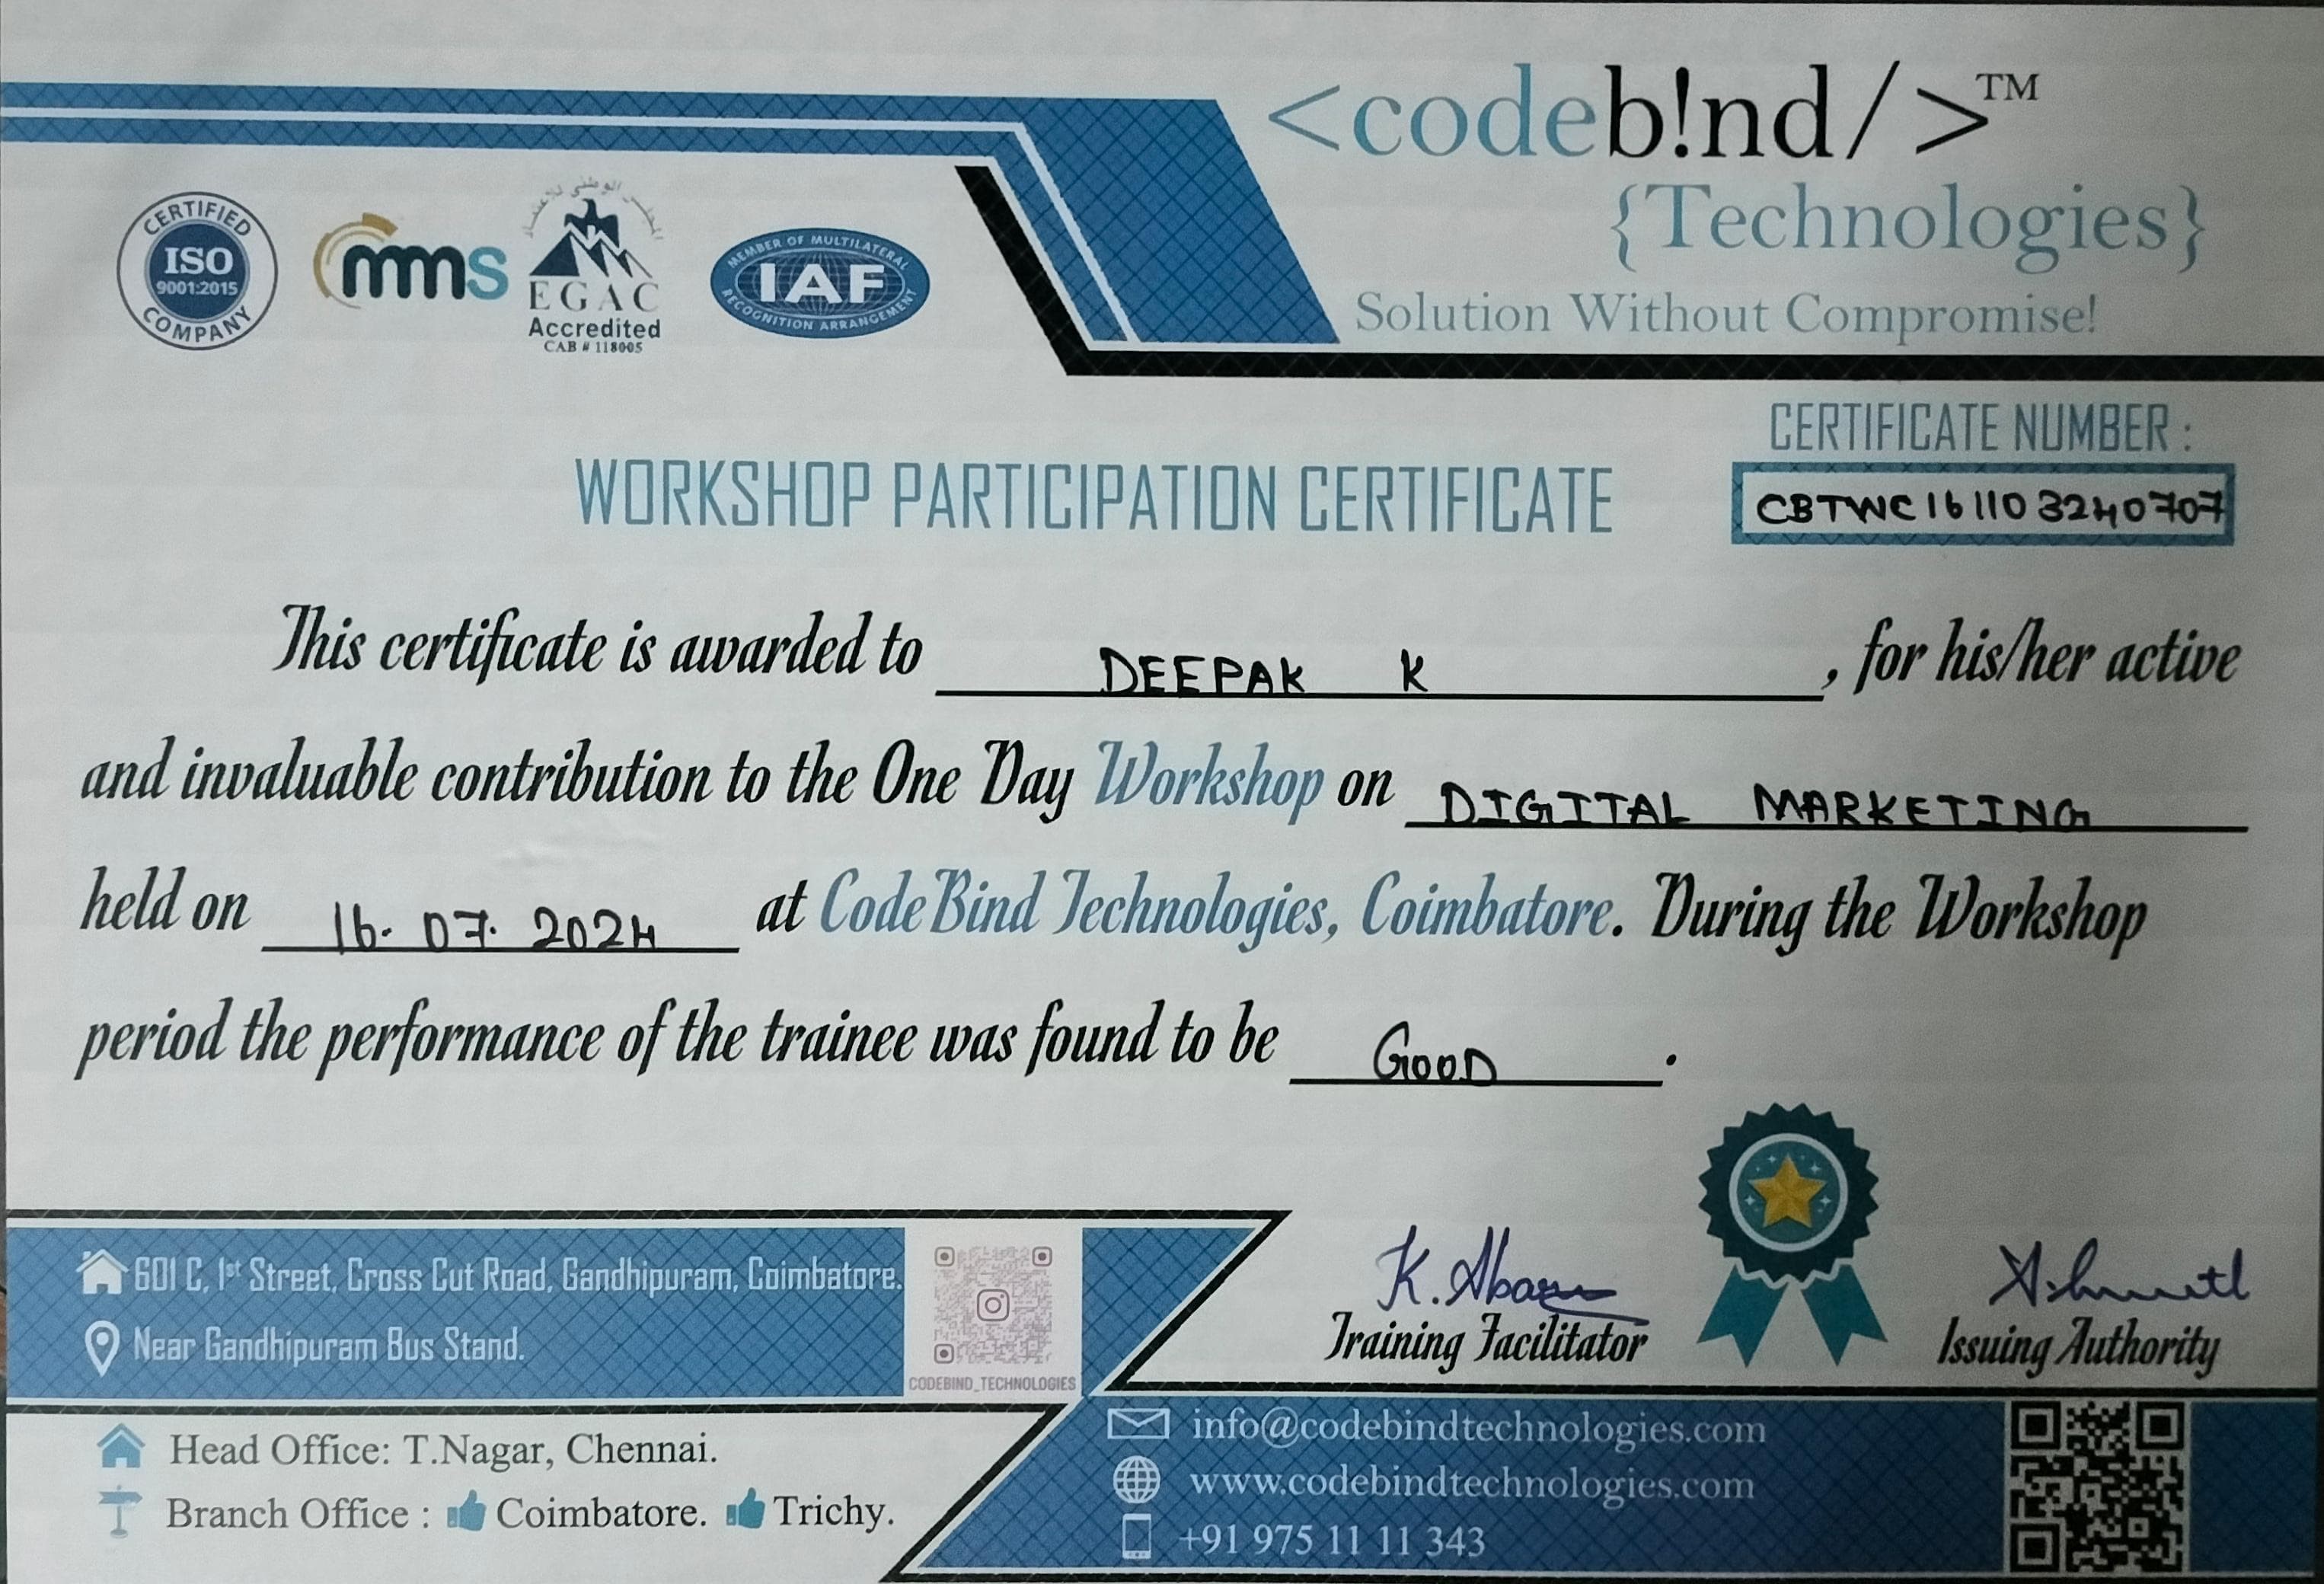 <codeb!nd/>™
{Technologies}
Solution Without Compromise!
CERTIFIED
ISO
9001:2015
COMPANY
mms
EGAC
Accredited
CAB # 118005
MEMBER OF MULTILATERAL
IAF
RECOGNITION ARRANGEMENT
CERTIFICATE NUMBER :
CBTWC161103240707
WORKSHOP PARTICIPATION CERTIFICATE
This certificate is awarded to DEEPAK K , for his/her active
and invaluable contribution to the One Day Workshop on DIGITAL MARKETING
held on 16.07.2024 at CodeBind Technologies, Coimbatore. During the Workshop
period the performance of the trainee was found to be GOOD .
601 C, 1st Street, Cross Cut Road, Gandhipuram, Coimbatore.
Near Gandhipuram Bus Stand.
CODEBIND_TECHNOLOGIES
Training Facilitator
Issuing Authority
Head Office: T.Nagar, Chennai.
Branch Office : Coimbatore. Trichy.
info@codebindtechnologies.com
www.codebindtechnologies.com
+91 975 11 11 343